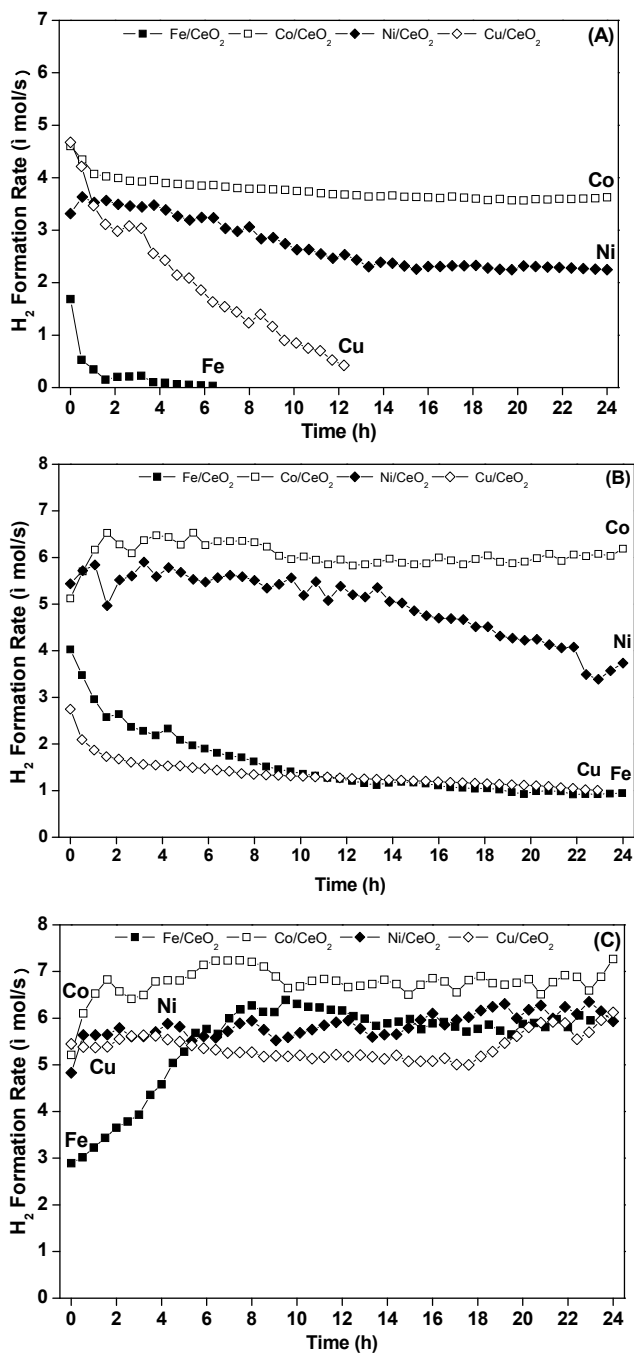 (A)
Fe/CeO₂ Co/CeO₂ Ni/CeO₂ Cu/CeO₂
7
6
5
4
3
2
1
0
H₂ Formation Rate (i mol/s)
Co
Ni
Cu
Fe
0 2 4 6 8 10 12 14 16 18 20 22 24
Time (h)
(B)
Fe/CeO₂ Co/CeO₂ Ni/CeO₂ Cu/CeO₂
8
7
6
5
4
3
2
1
0
H₂ Formation Rate (i mol/s)
Co
Ni
Cu Fe
0 2 4 6 8 10 12 14 16 18 20 22 24
Time (h)
(C)
Fe/CeO₂ Co/CeO₂ Ni/CeO₂ Cu/CeO₂
8
7
6
5
4
3
2
1
0
H₂ Formation Rate (i mol/s)
Co
Ni
Cu
Fe
0 2 4 6 8 10 12 14 16 18 20 22 24
Time (h)